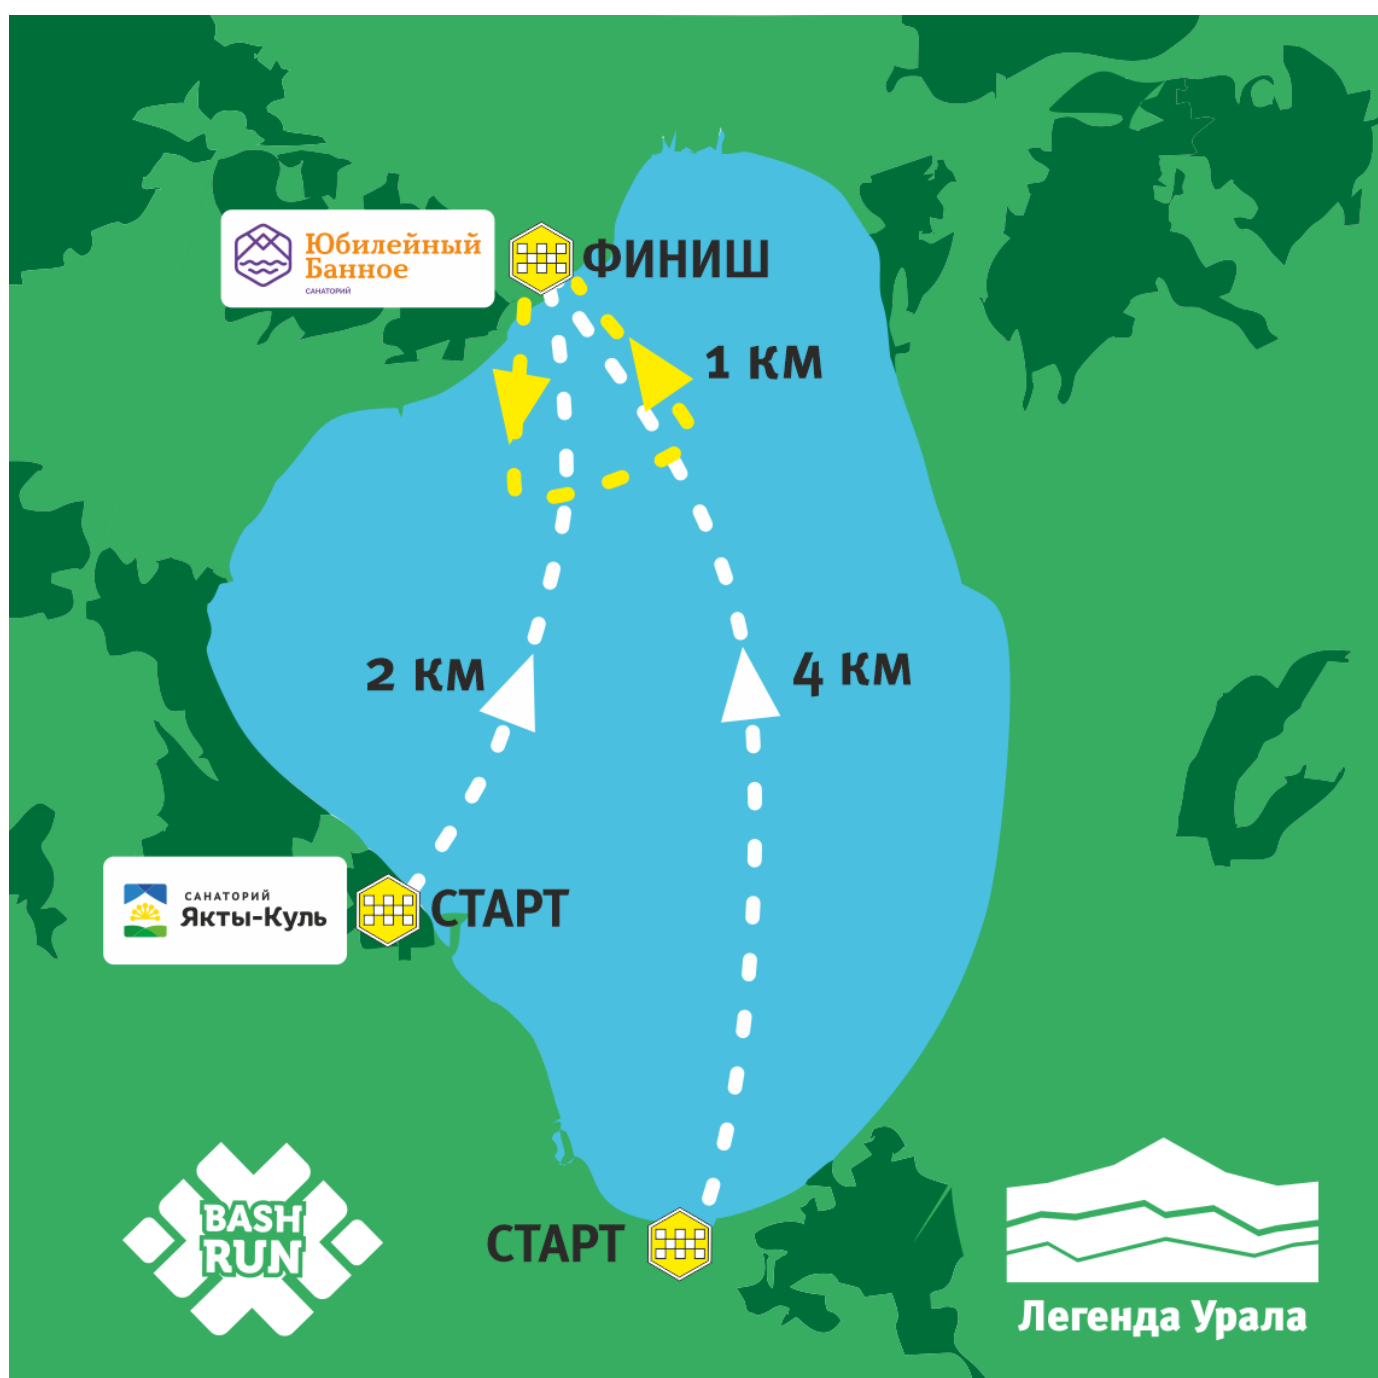 Юбилейный
Банное
САНАТОРИЙ
ФИНИШ
1 км
2 км
4 км
САНАТОРИЙ
Якты-Куль
СТАРТ
СТАРТ
BASH
RUN
Легенда Урала